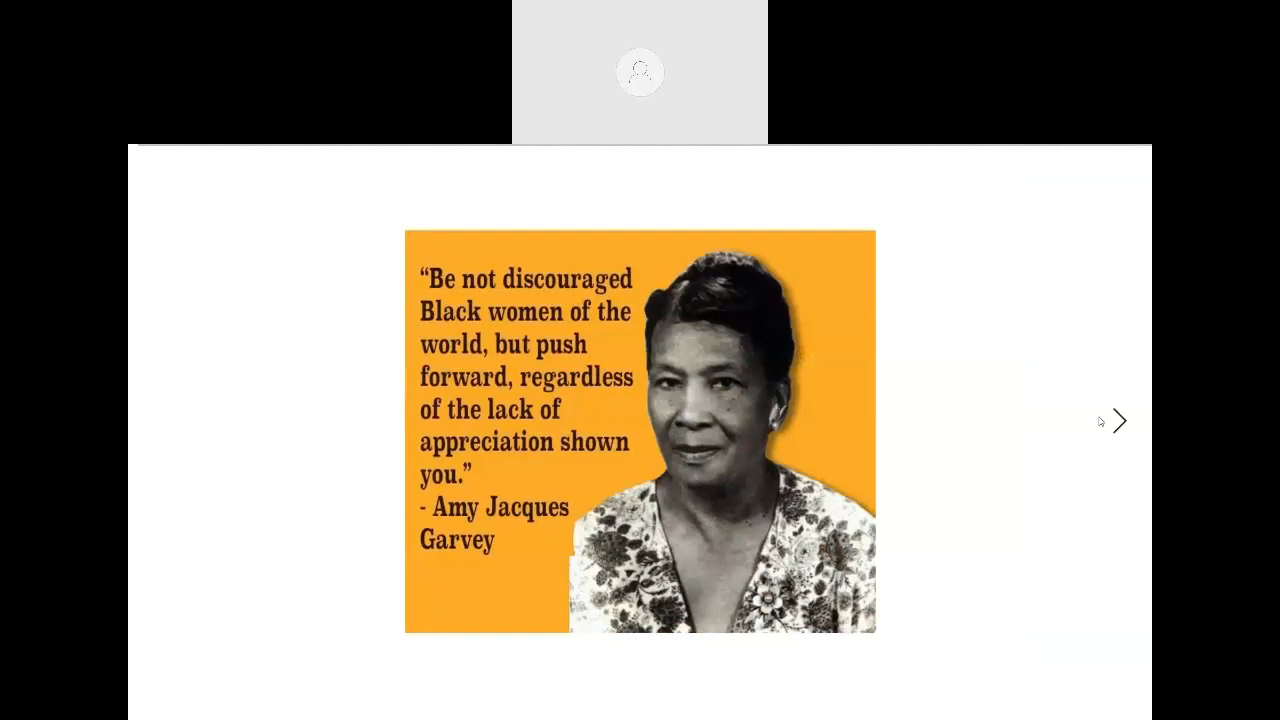 “Be not discouraged
Black women of the
world, but push
forward, regardless
of the lack of
appreciation shown
you.”
- Amy Jacques
Garvey